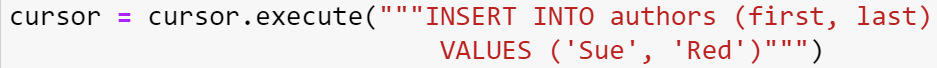 cursor = cursor.execute("""INSERT INTO authors (first, last)
VALUES ('Sue', 'Red')""")